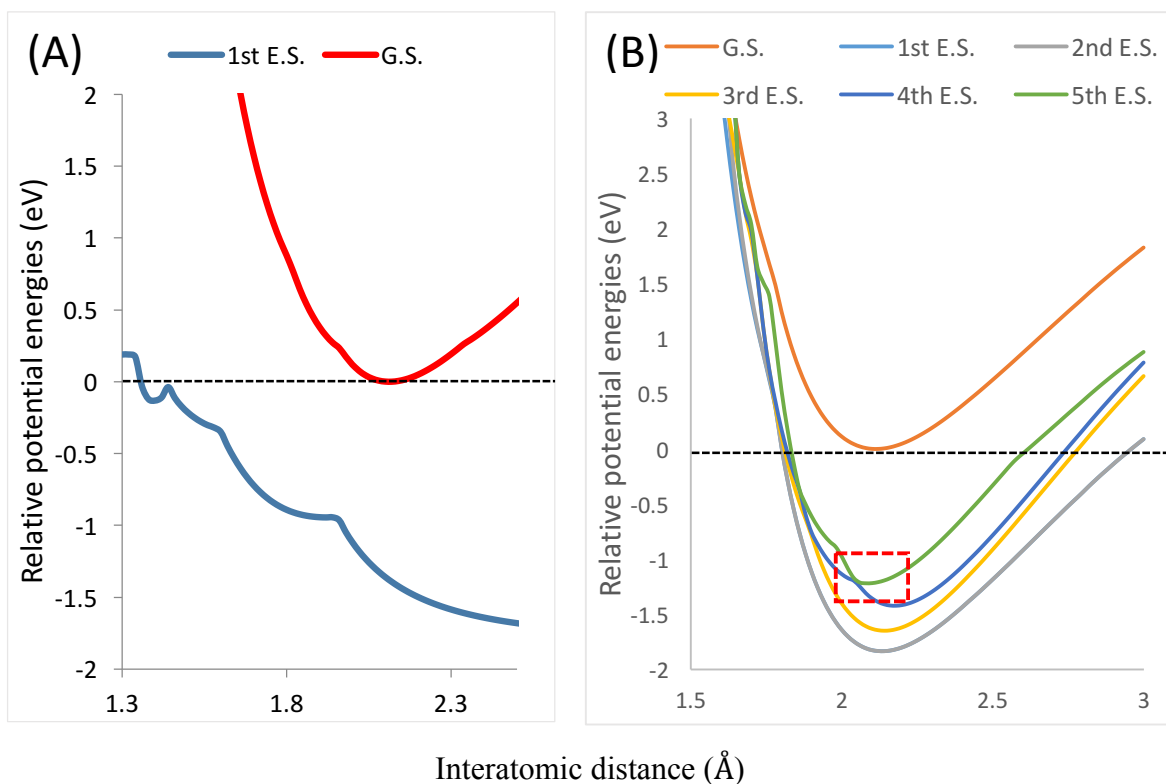 (A)
1st E.S. G.S.
Relative potential energies (eV)
2
1.5
1
0.5
0
-0.5
-1
-1.5
-2
1.3 1.8 2.3
(B)
G.S. 1st E.S. 2nd E.S.
3rd E.S. 4th E.S. 5th E.S.
Relative potential energies (eV)
3
2.5
2
1.5
1
0.5
0
-0.5
-1
-1.5
-2
1.5 2 2.5 3
Interatomic distance (Å)